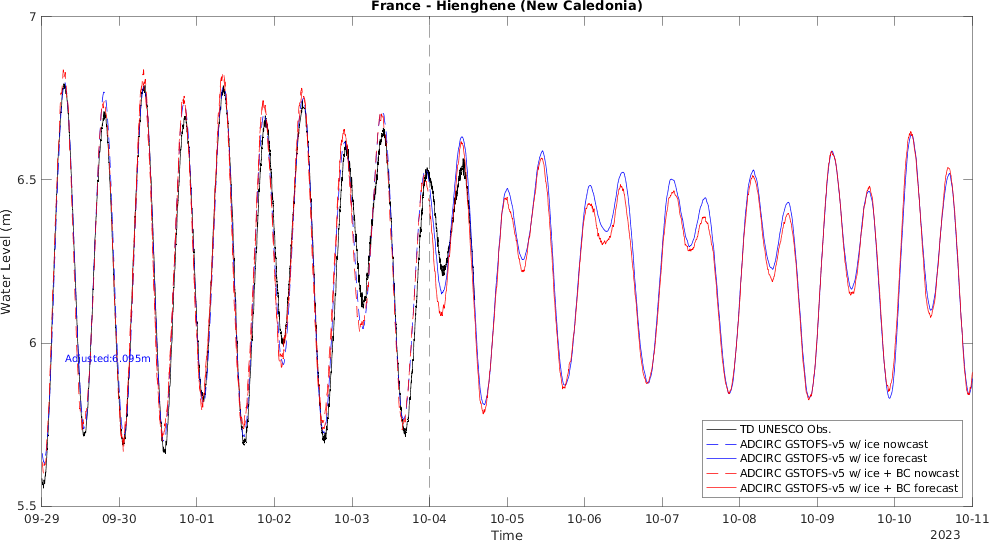 France - Hienghene (New Caledonia)
7
6.5
6
5.5
Water Level (m)
Adjusted:6.095m
TD UNESCO Obs.
ADCIRC GSTOFS-v5 w/ ice nowcast
ADCIRC GSTOFS-v5 w/ ice forecast
ADCIRC GSTOFS-v5 w/ ice + BC nowcast
ADCIRC GSTOFS-v5 w/ ice + BC forecast
09-29 09-30 10-01 10-02 10-03 10-04 10-05 10-06 10-07 10-08 10-09 10-10 10-11
Time
2023